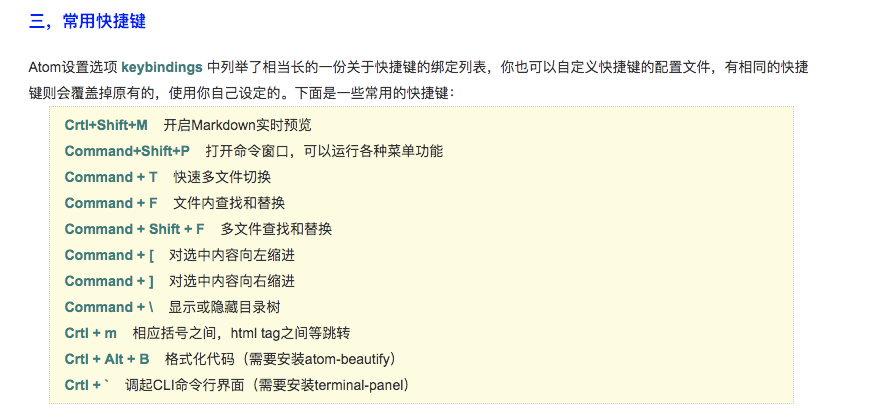 三，常用快捷键
Atom设置选项 keybindings 中列举了相当长的一份关于快捷键的绑定列表，你也可以自定义快捷键的配置文件，有相同的快捷
键则会覆盖掉原有的，使用你自己设定的。下面是一些常用的快捷键：
Crtl+Shift+M 开启Markdown实时预览
Command+Shift+P 打开命令窗口，可以运行各种菜单功能
Command + T 快速多文件切换
Command + F 文件内查找和替换
Command + Shift + F 多文件查找和替换
Command + [ 对选中内容向左缩进
Command + ] 对选中内容向右缩进
Command + \ 显示或隐藏目录树
Crtl + m 相应括号之间，html tag之间等跳转
Crtl + Alt + B 格式化代码（需要安装atom-beautify）
Crtl + ` 调起CLI命令行界面（需要安装terminal-panel）